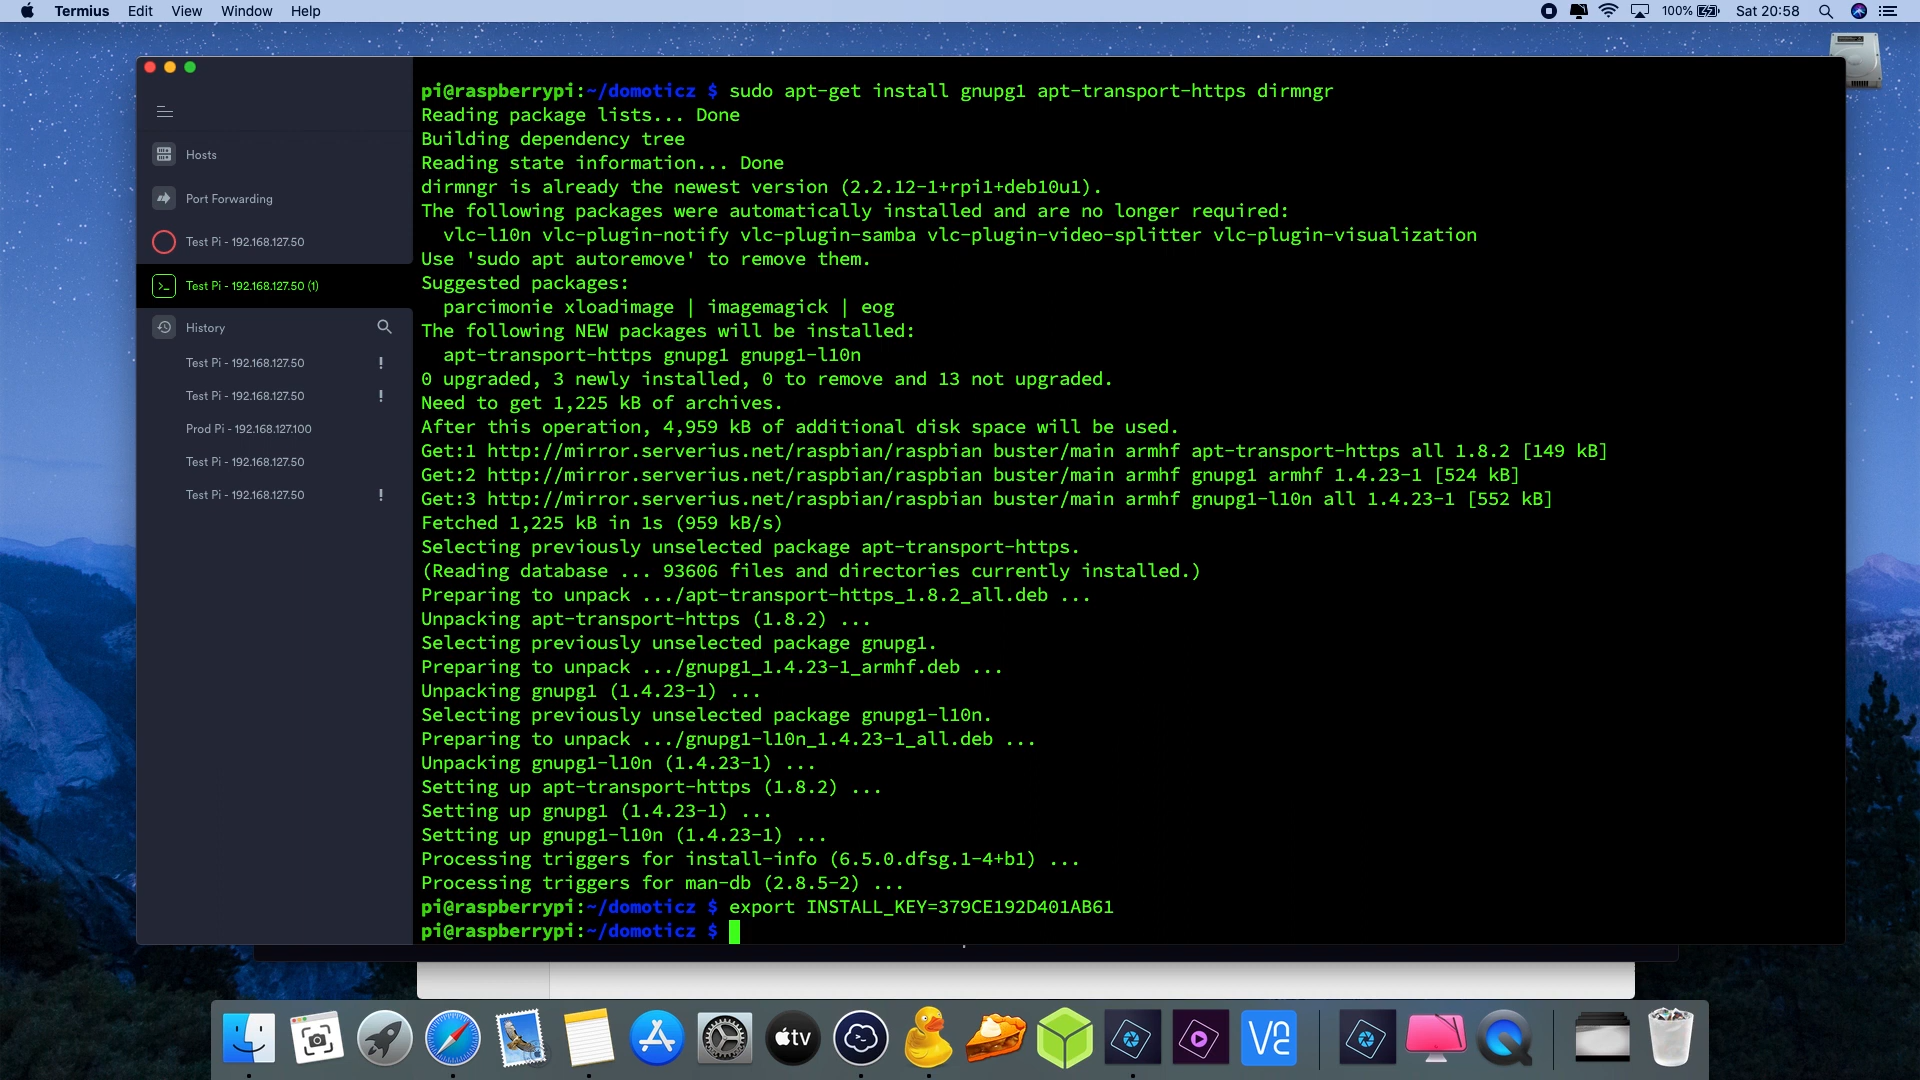 Termius Edit View Window Help 100% Sat 20:58
Hosts
Port Forwarding
Test Pi - 192.168.127.50
Test Pi - 192.168.127.50 (1)
History
Test Pi - 192.168.127.50 !
Test Pi - 192.168.127.50 !
Prod Pi - 192.168.127.100
Test Pi - 192.168.127.50
Test Pi - 192.168.127.50 !
pi@raspberrypi:~/domoticz $ sudo apt-get install gnupg1 apt-transport-https dirmngr
Reading package lists... Done
Building dependency tree
Reading state information... Done
dirmngr is already the newest version (2.2.12-1+rpi1+deb10u1).
The following packages were automatically installed and are no longer required:
vlc-l10n vlc-plugin-notify vlc-plugin-samba vlc-plugin-video-splitter vlc-plugin-visualization
Use 'sudo apt autoremove' to remove them.
Suggested packages:
parcimonie xloadimage | imagemagick | eog
The following NEW packages will be installed:
apt-transport-https gnupg1 gnupg1-l10n
0 upgraded, 3 newly installed, 0 to remove and 13 not upgraded.
Need to get 1,225 kB of archives.
After this operation, 4,959 kB of additional disk space will be used.
Get:1 http://mirror.serverius.net/raspbian/raspbian buster/main armhf apt-transport-https all 1.8.2 [149 kB]
Get:2 http://mirror.serverius.net/raspbian/raspbian buster/main armhf gnupg1 armhf 1.4.23-1 [524 kB]
Get:3 http://mirror.serverius.net/raspbian/raspbian buster/main armhf gnupg1-l10n all 1.4.23-1 [552 kB]
Fetched 1,225 kB in 1s (959 kB/s)
Selecting previously unselected package apt-transport-https.
(Reading database ... 93606 files and directories currently installed.)
Preparing to unpack .../apt-transport-https_1.8.2_all.deb ...
Unpacking apt-transport-https (1.8.2) ...
Selecting previously unselected package gnupg1.
Preparing to unpack .../gnupg1_1.4.23-1_armhf.deb ...
Unpacking gnupg1 (1.4.23-1) ...
Selecting previously unselected package gnupg1-l10n.
Preparing to unpack .../gnupg1-l10n_1.4.23-1_all.deb ...
Unpacking gnupg1-l10n (1.4.23-1) ...
Setting up apt-transport-https (1.8.2) ...
Setting up gnupg1 (1.4.23-1) ...
Setting up gnupg1-l10n (1.4.23-1) ...
Processing triggers for install-info (6.5.0.dfsg.1-4+b1) ...
Processing triggers for man-db (2.8.5-2) ...
pi@raspberrypi:~/domoticz $ export INSTALL_KEY=379CE192D401AB61
pi@raspberrypi:~/domoticz $
tv